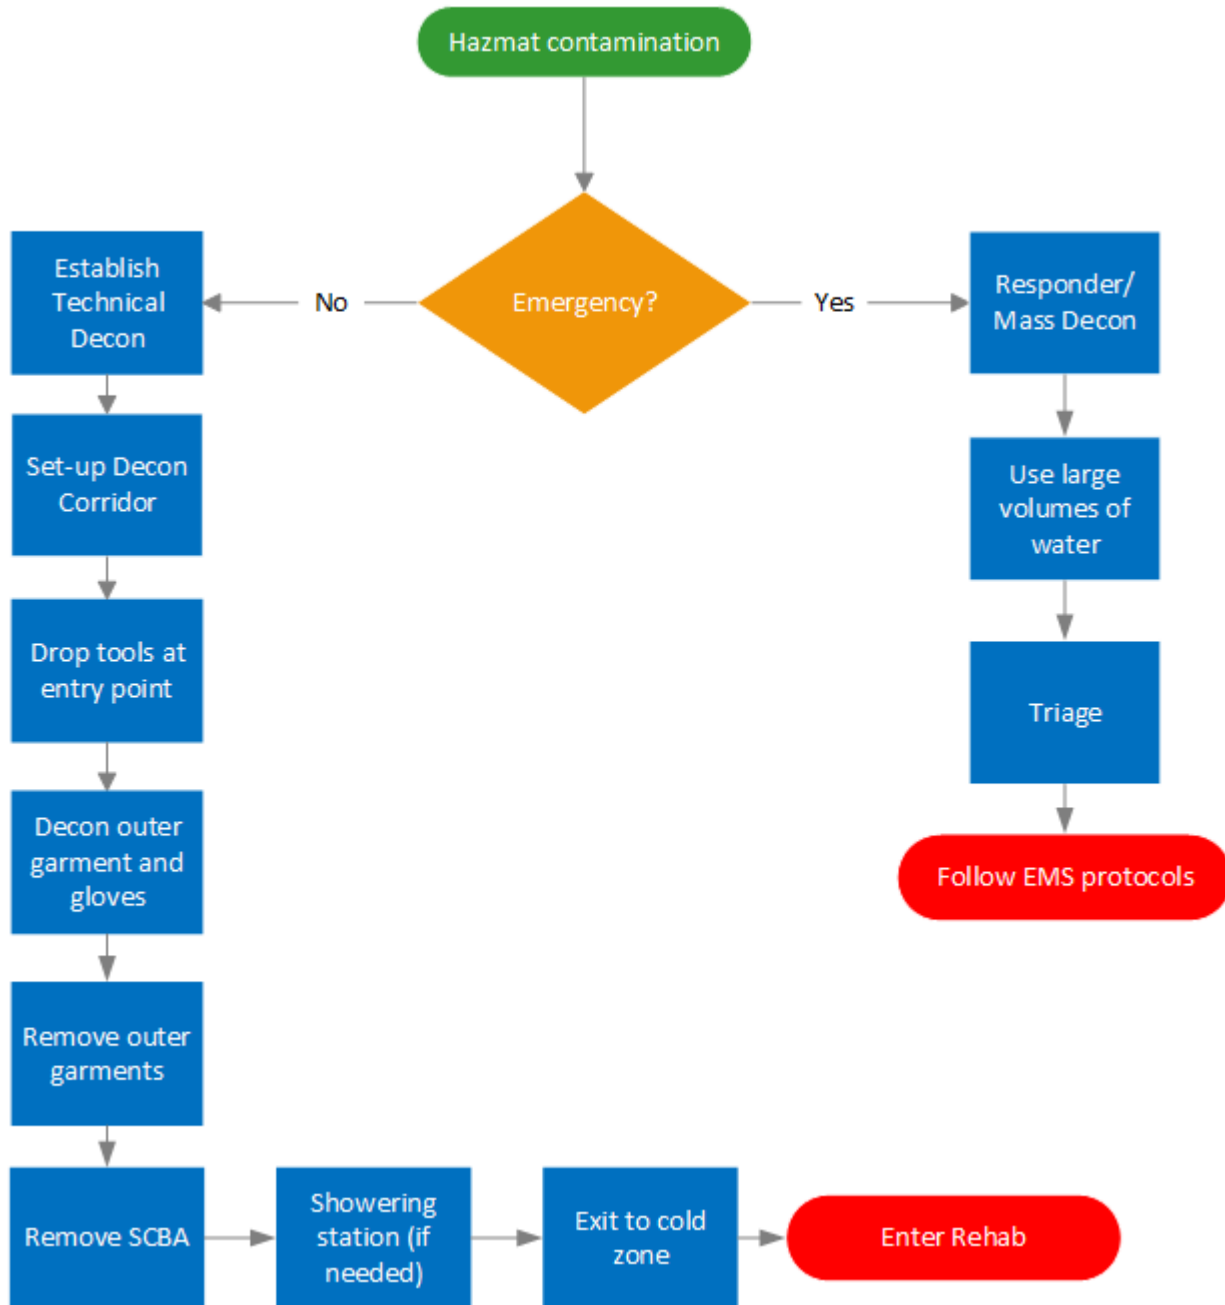 Hazmat contamination
Emergency?
No
Yes
Establish
Technical
Decon
Set-up Decon
Corridor
Drop tools at
entry point
Decon outer
garment and
gloves
Remove outer
garments
Remove SCBA
Showering
station (if
needed)
Exit to cold
zone
Enter Rehab
Responder/
Mass Decon
Use large
volumes of
water
Triage
Follow EMS protocols